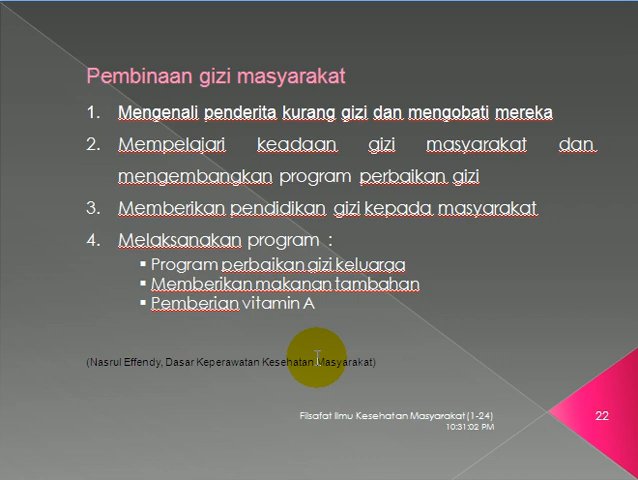 Pembinaan gizi masyarakat
1. Mengenali penderita kurang gizi dan mengobati mereka
2. Mempelajari keadaan gizi masyarakat dan
mengembangkan program perbaikan gizi
3. Memberikan pendidikan gizi kepada masyarakat
4. Melaksanakan program :
▪ Program perbaikan gizi keluarga
▪ Memberikan makanan tambahan
▪ Pemberian vitamin A
(Nasrul Effendy, Dasar Keperawatan Kesehatan Masyarakat)
Filsafat Ilmu Kesehatan Masyarakat (1-24)
22
10:31:02 PM